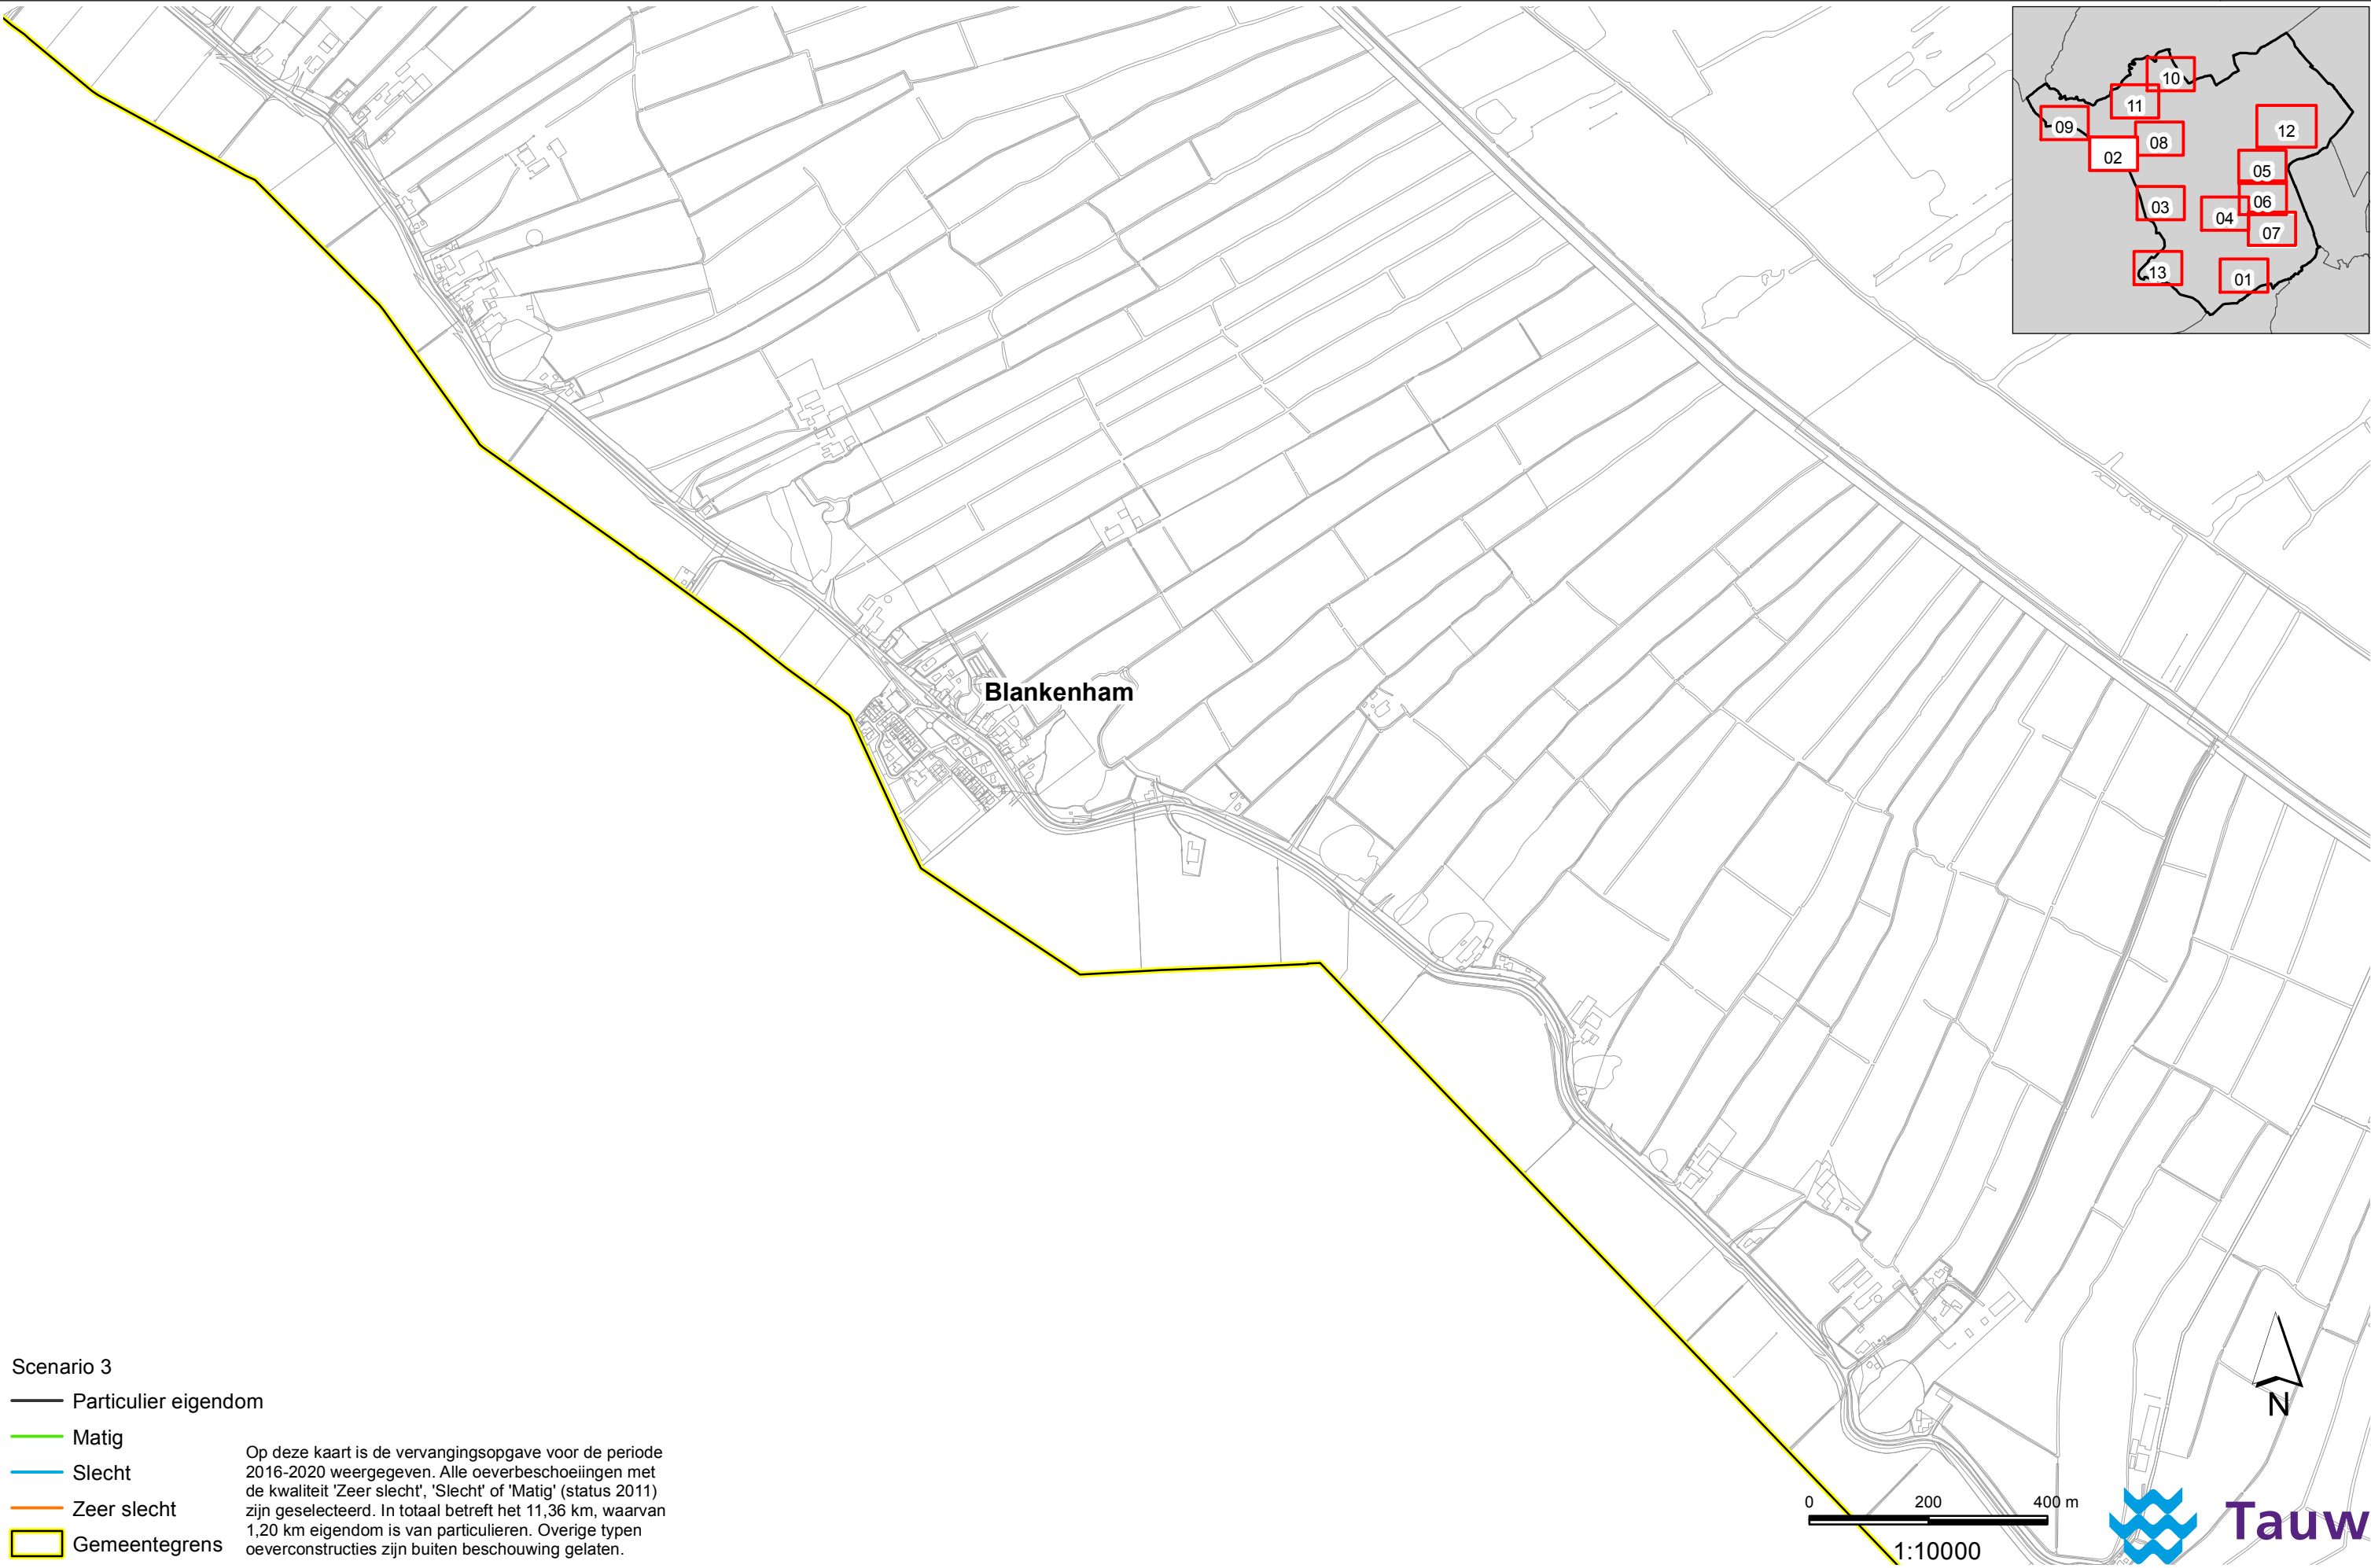 10
11
09
12
08
02
05
03
06
04
07
13
01
Blankenham
Scenario 3
Particulier eigendom
Matig
Slecht
Zeer slecht
Gemeentegrens
Op deze kaart is de vervangingsopgave voor de periode
2016-2020 weergegeven. Alle oeverbeschoeiingen met
de kwaliteit 'Zeer slecht', 'Slecht' of 'Matig' (status 2011)
zijn geselecteerd. In totaal betreft het 11,36 km, waarvan
1,20 km eigendom is van particulieren. Overige typen
oeverconstructies zijn buiten beschouwing gelaten.
N
0 200 400 m
1:10000
Tauw